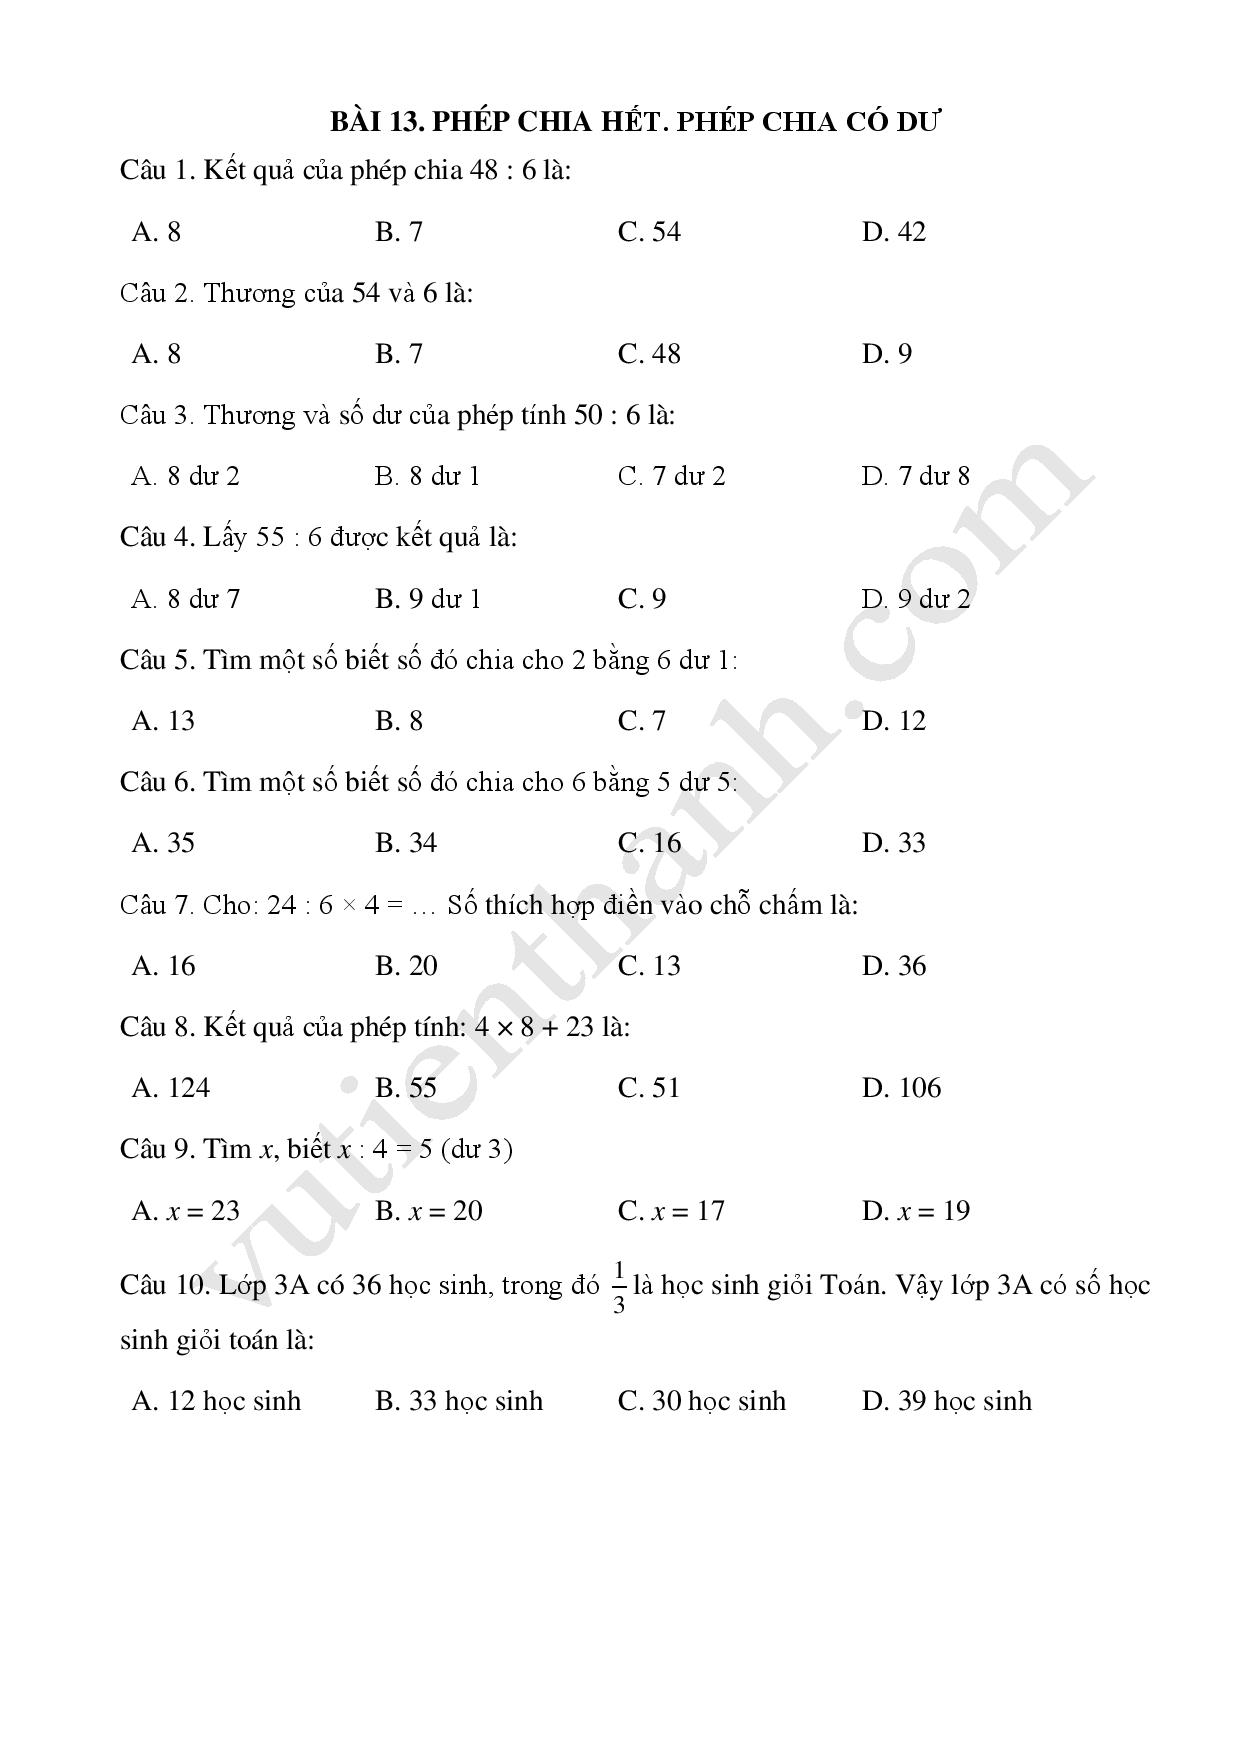 BÀI 13. PHÉP CHIA HẾT. PHÉP CHIA CÓ DƯ
Câu 1. Kết quả của phép chia 48 : 6 là:
A. 8 B. 7 C. 54 D. 42
Câu 2. Thương của 54 và 6 là:
A. 8 B. 7 C. 48 D. 9
Câu 3. Thương và số dư của phép tính 50 : 6 là:
A. 8 dư 2 B. 8 dư 1 C. 7 dư 2 D. 7 dư 8
Câu 4. Lấy 55 : 6 được kết quả là:
A. 8 dư 7 B. 9 dư 1 C. 9 D. 9 dư 2
Câu 5. Tìm một số biết số đó chia cho 2 bằng 6 dư 1:
A. 13 B. 8 C. 7 D. 12
Câu 6. Tìm một số biết số đó chia cho 6 bằng 5 dư 5:
A. 35 B. 34 C. 16 D. 33
Câu 7. Cho: 24 : 6 × 4 = … Số thích hợp điền vào chỗ chấm là:
A. 16 B. 20 C. 13 D. 36
Câu 8. Kết quả của phép tính: 4 × 8 + 23 là:
A. 124 B. 55 C. 51 D. 106
Câu 9. Tìm x, biết x : 4 = 5 (dư 3)
A. x = 23 B. x = 20 C. x = 17 D. x = 19
Câu 10. Lớp 3A có 36 học sinh, trong đó 1/3 là học sinh giỏi Toán. Vậy lớp 3A có số học
sinh giỏi toán là:
A. 12 học sinh B. 33 học sinh C. 30 học sinh D. 39 học sinh
vutienthanh.com